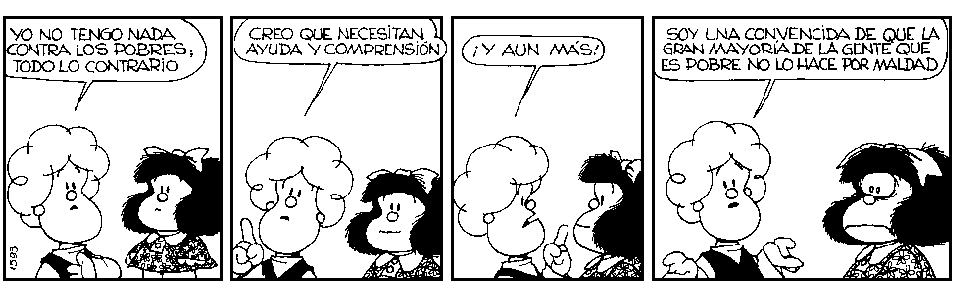 YO NO TENGO NADA
CONTRA LOS POBRES;
TODO LO CONTRARIO
CREO QUE NECESITAN
AYUDA Y COMPRENSIÓN
¡Y AUN MÁS!
SOY UNA CONVENCIDA DE QUE LA
GRAN MAYORÍA DE LA GENTE QUE
ES POBRE NO LO HACE POR MALDAD
1593